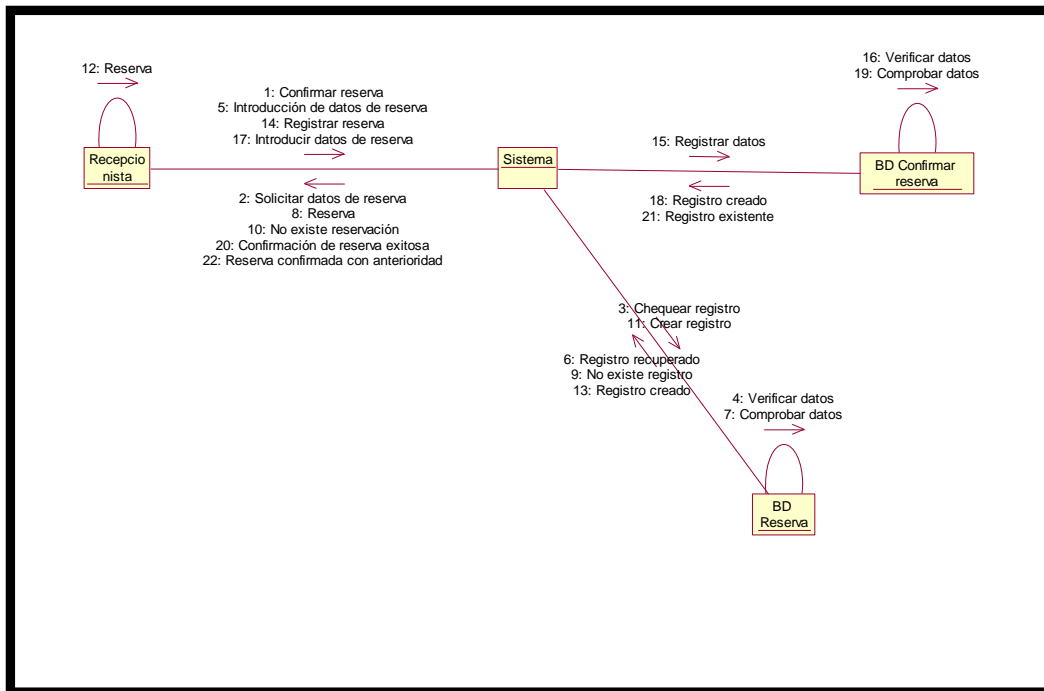 12: Reserva
1: Confirmar reserva
5: Introducción de datos de reserva
14: Registrar reserva
17: Introducir datos de reserva
16: Verificar datos
19: Comprobar datos
Recepcio
nista
Sistema
15: Registrar datos
BD Confirmar
reserva
2: Solicitar datos de reserva
8: Reserva
10: No existe reservación
20: Confirmación de reserva exitosa
22: Reserva confirmada con anterioridad
18: Registro creado
21: Registro existente
3: Chequear registro
11: Crear registro
6: Registro recuperado
9: No existe registro
13: Registro creado
4: Verificar datos
7: Comprobar datos
BD
Reserva